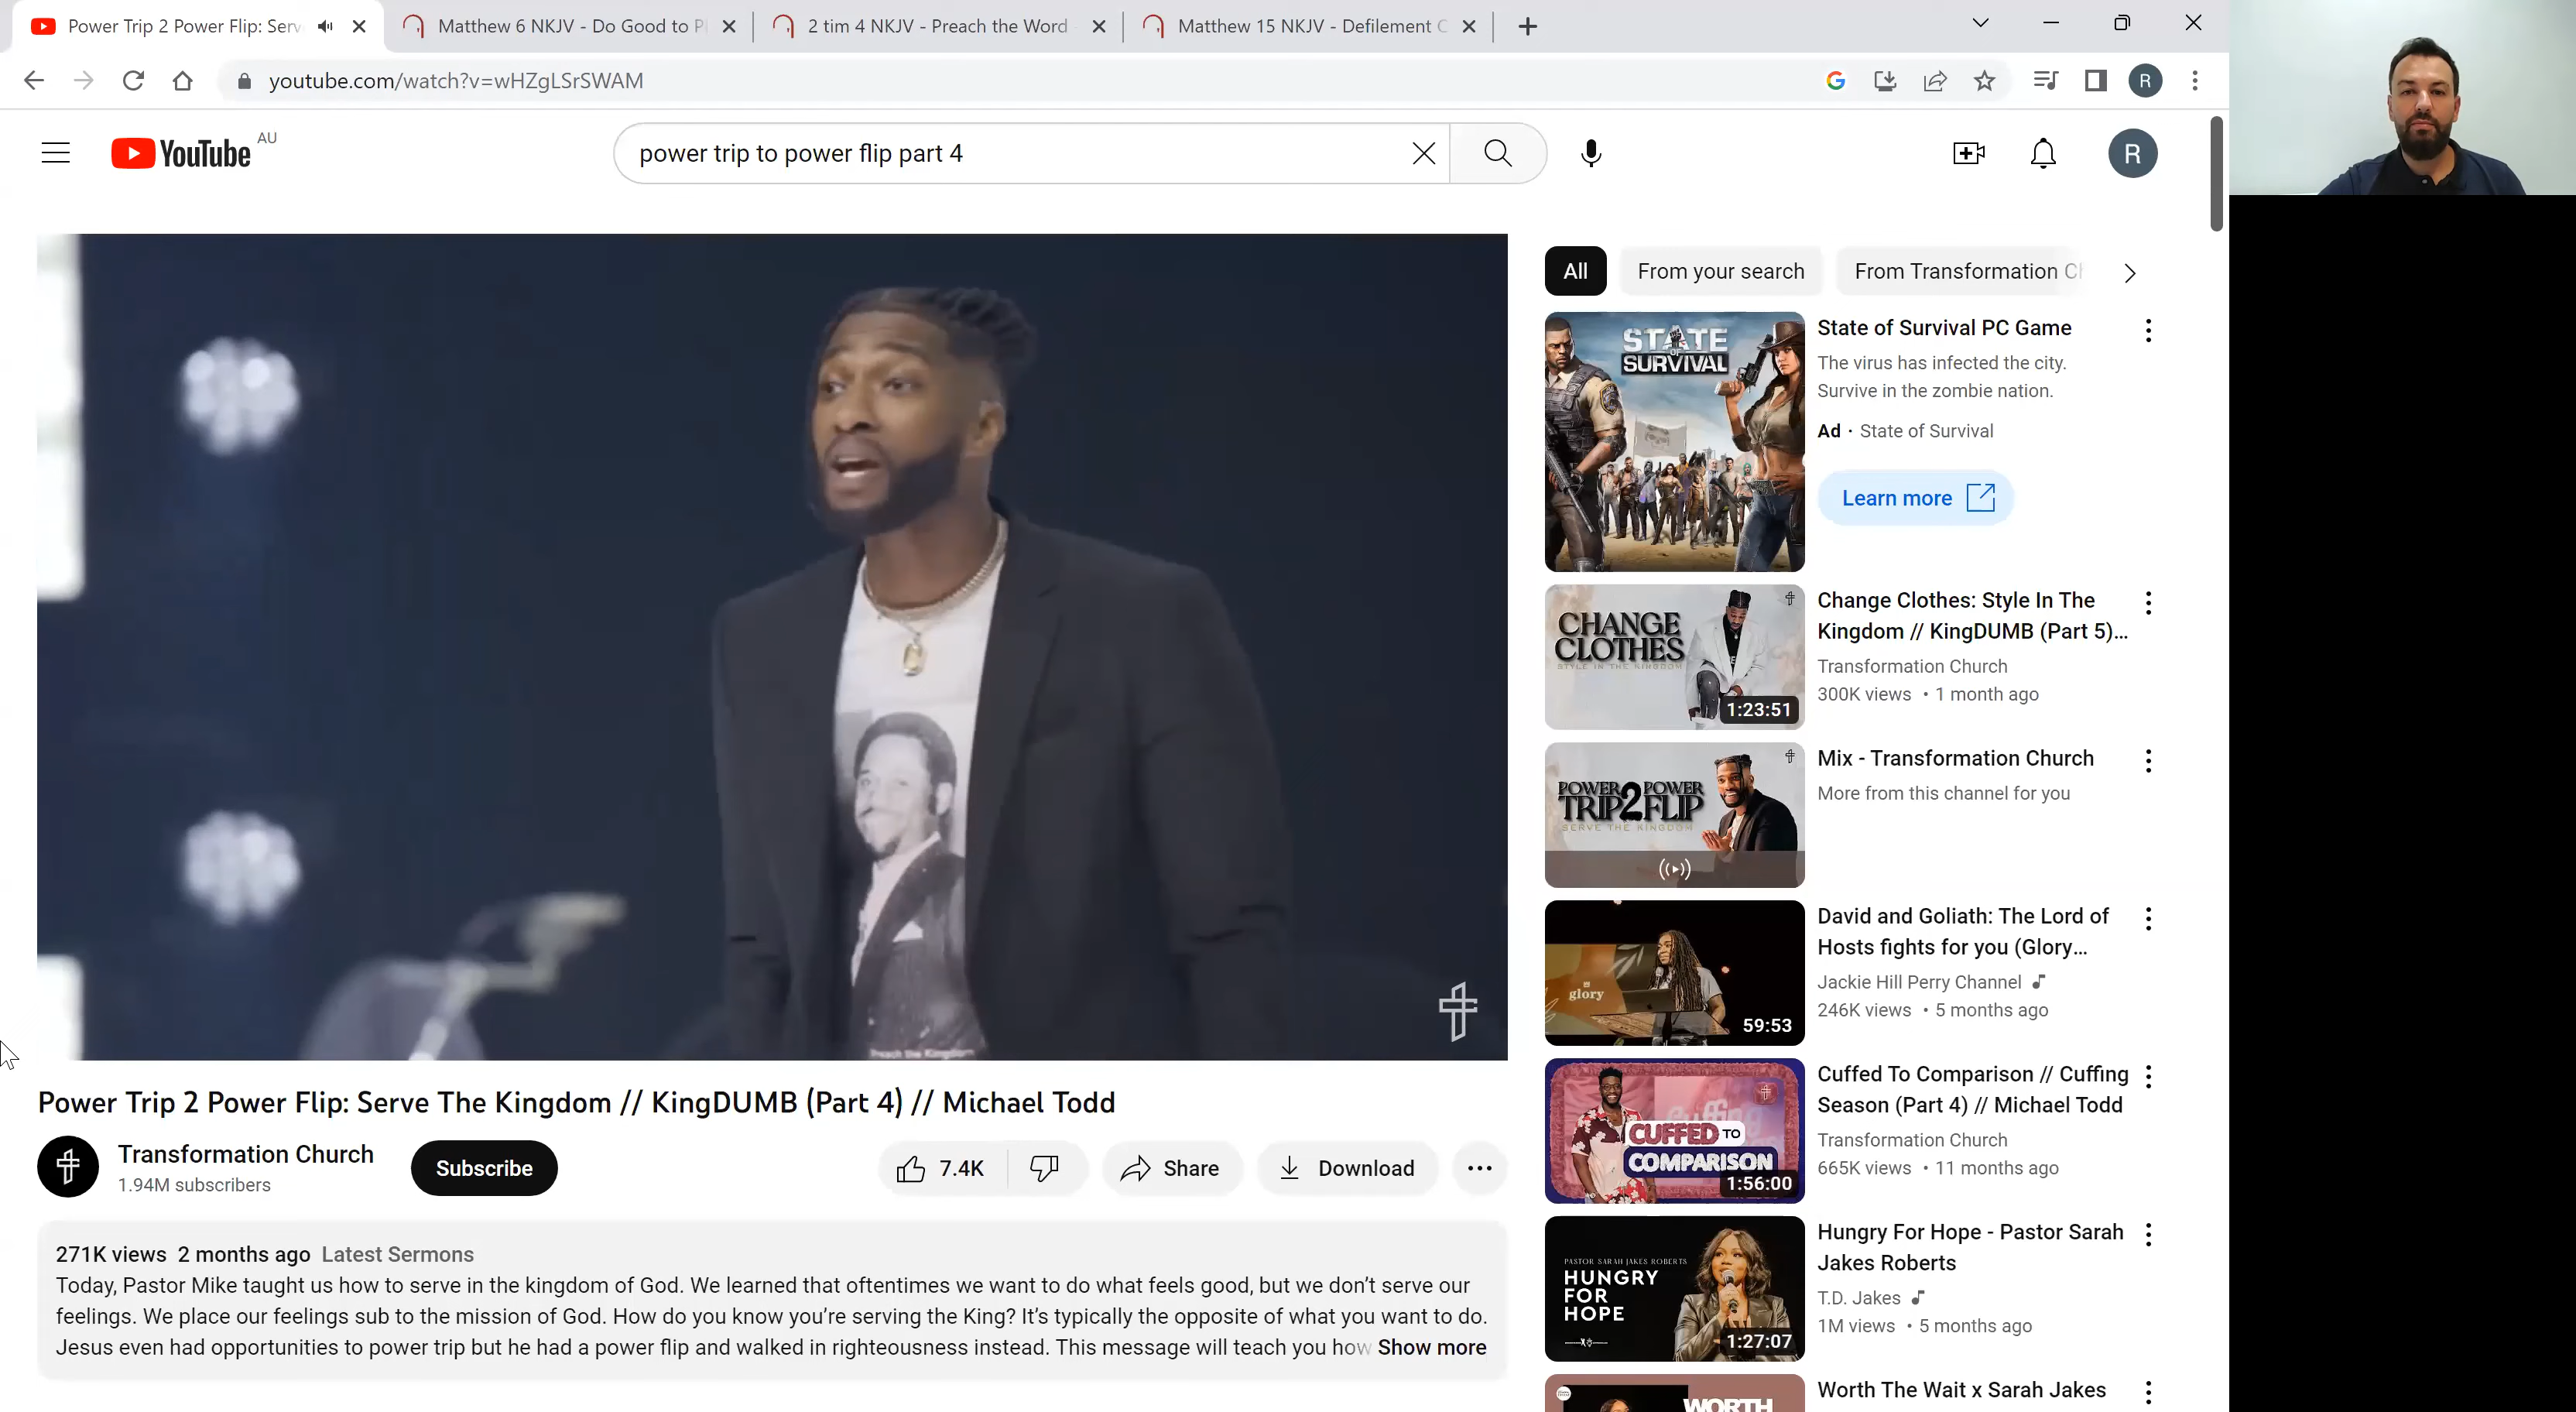 Power Trip 2 Power Flip: Serv
Matthew 6 NKJV - Do Good to Pl
2 tim 4 NKJV - Preach the Word
Matthew 15 NKJV - Defilement C
youtube.com/watch?v=wHZgLSrSWAM
R
YouTube AU
power trip to power flip part 4
R
All
From your search
From Transformation Ch
Preach the Kingdom
STATE OF SURVIVAL
State of Survival PC Game
The virus has infected the city.
Survive in the zombie nation.
Ad · State of Survival
Learn more
CHANGE
CLOTHES
STYLE IN THE KINGDOM
1:23:51
Change Clothes: Style In The
Kingdom // KingDUMB (Part 5)...
Transformation Church
300K views • 1 month ago
POWER 2 POWER
TRIP FLIP
SERVE THE KINGDOM
Mix - Transformation Church
More from this channel for you
glory
59:53
David and Goliath: The Lord of
Hosts fights for you (Glory...
Jackie Hill Perry Channel
246K views • 5 months ago
CUFFED TO
COMPARISON
1:56:00
Cuffed To Comparison // Cuffing
Season (Part 4) // Michael Todd
Transformation Church
665K views • 11 months ago
PASTOR SARAH JAKES ROBERTS
HUNGRY
FOR
HOPE
1:27:07
Hungry For Hope - Pastor Sarah
Jakes Roberts
T.D. Jakes
1M views • 5 months ago
WORTH
Worth The Wait x Sarah Jakes
Power Trip 2 Power Flip: Serve The Kingdom // KingDUMB (Part 4) // Michael Todd
Transformation Church
1.94M subscribers
Subscribe
7.4K
Share
Download
271K views 2 months ago Latest Sermons
Today, Pastor Mike taught us how to serve in the kingdom of God. We learned that oftentimes we want to do what feels good, but we don’t serve our
feelings. We place our feelings sub to the mission of God. How do you know you’re serving the King? It’s typically the opposite of what you want to do.
Jesus even had opportunities to power trip but he had a power flip and walked in righteousness instead. This message will teach you how Show more